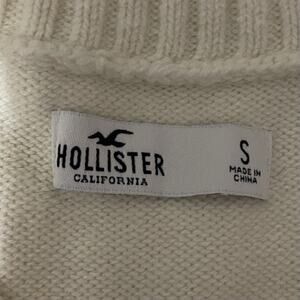 HOLLISTER
CALIFORNIA
S
MADE IN
CHINA